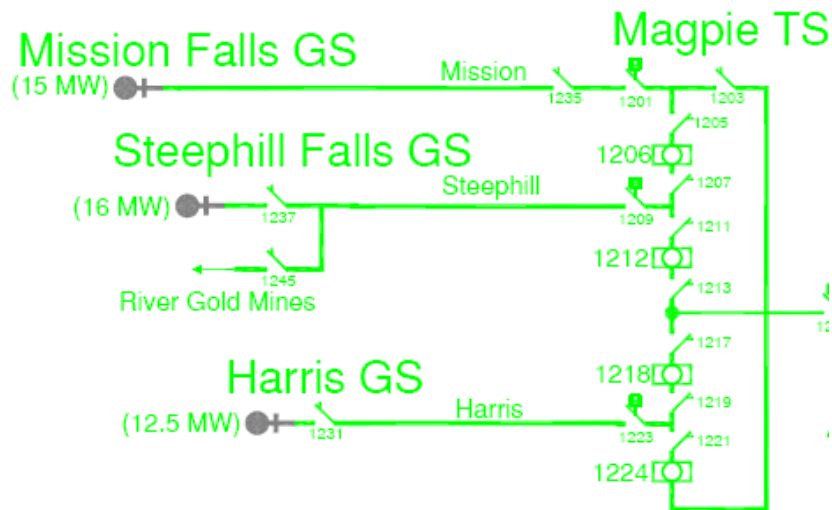 Magpie TS
Mission Falls GS
(15 MW)
Mission
1235
1201
1203
1205
1206
Steephill Falls GS
Steephill
1207
(16 MW)
1237
1209
1211
1212
1245
River Gold Mines
1213
1217
1218
Harris GS
Harris
1219
(12.5 MW)
1231
1223
1221
1224